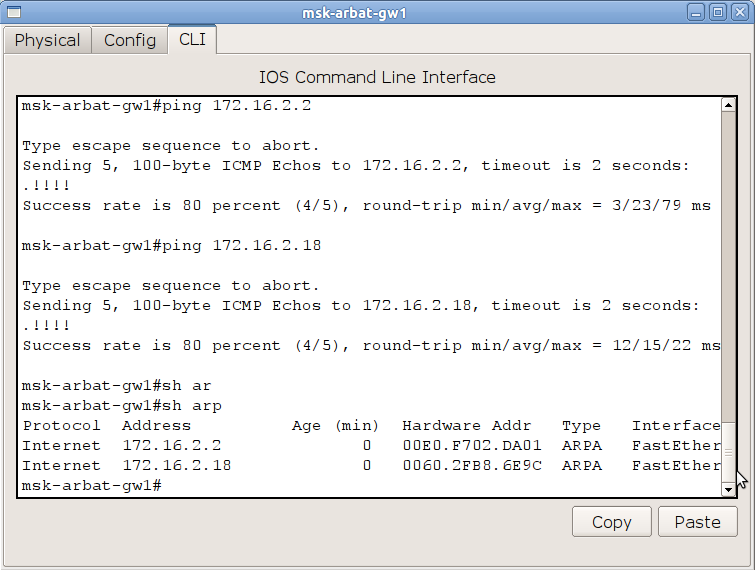 msk-arbat-gw1
Physical Config CLI
IOS Command Line Interface
msk-arbat-gw1#ping 172.16.2.2
Type escape sequence to abort.
Sending 5, 100-byte ICMP Echos to 172.16.2.2, timeout is 2 seconds:
.!!!!
Success rate is 80 percent (4/5), round-trip min/avg/max = 3/23/79 ms
msk-arbat-gw1#ping 172.16.2.18
Type escape sequence to abort.
Sending 5, 100-byte ICMP Echos to 172.16.2.18, timeout is 2 seconds:
.!!!!
Success rate is 80 percent (4/5), round-trip min/avg/max = 12/15/22 ms
msk-arbat-gw1#sh ar
msk-arbat-gw1#sh arp
Protocol  Address          Age (min)  Hardware Addr   Type   Interface
Internet  172.16.2.2              0   00E0.F702.DA01  ARPA   FastEther
Internet  172.16.2.18             0   0060.2FB8.6E9C  ARPA   FastEther
msk-arbat-gw1#
Copy Paste